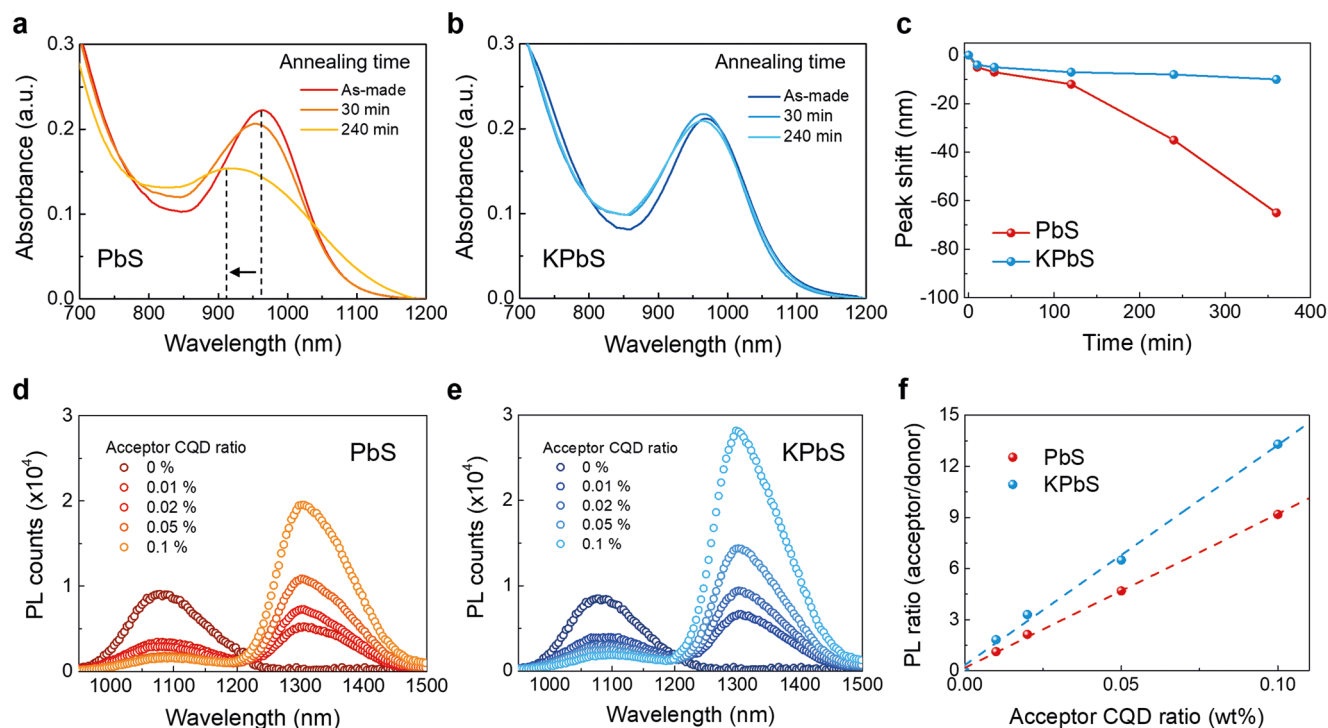 a
0.3
0.2
0.1
0.0
Absorbance (a.u.)
Annealing time
As-made
30 min
240 min
PbS
700 800 900 1000 1100 1200
Wavelength (nm)
b
0.3
0.2
0.1
0.0
Absorbance (a.u.)
Annealing time
As-made
30 min
240 min
KPbS
700 800 900 1000 1100 1200
Wavelength (nm)
c
0
-20
-40
-60
-80
-100
Peak shift (nm)
PbS
KPbS
0 100 200 300 400
Time (min)
d
3
2
1
0
PL counts (x10⁴)
Acceptor CQD ratio
0 %
0.01 %
0.02 %
0.05 %
0.1 %
PbS
1000 1100 1200 1300 1400 1500
Wavelength (nm)
e
3
2
1
0
PL counts (x10⁴)
Acceptor CQD ratio
0 %
0.01 %
0.02 %
0.05 %
0.1 %
KPbS
1000 1100 1200 1300 1400 1500
Wavelength (nm)
f
15
12
9
6
3
0
PL ratio (acceptor/donor)
PbS
KPbS
0.00 0.05 0.10
Acceptor CQD ratio (wt%)